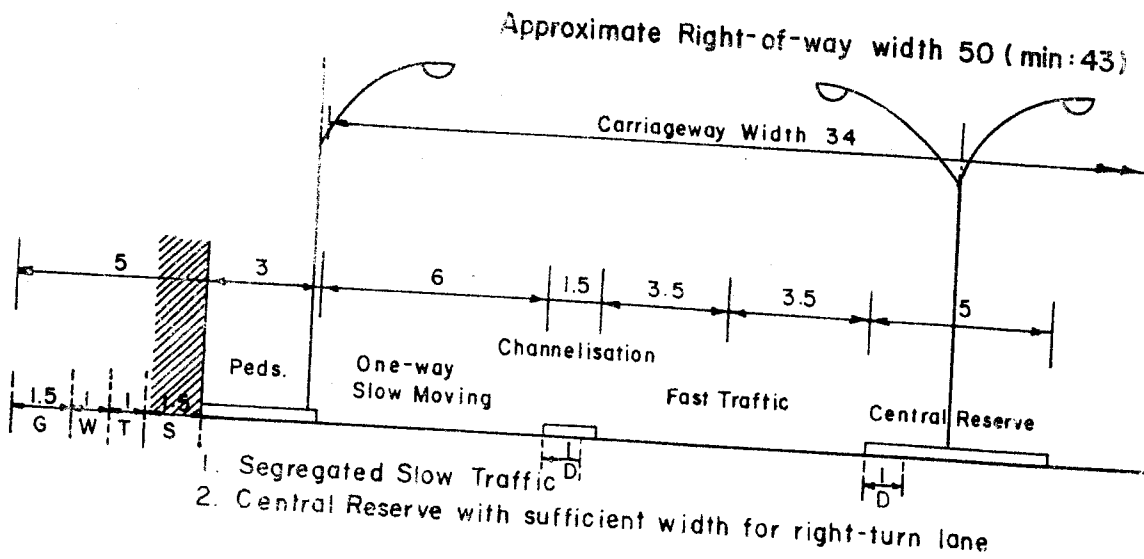 Approximate Right-of-way width 50 (min:43)
Carriageway Width 34
5 3 6 1.5 3.5 3.5 5
Channelisation
Peds. One-way
Slow Moving Fast Traffic Central Reserve
1.5 1 1 1.5
G W T S
1 1
D D
1. Segregated Slow Traffic
2. Central Reserve with sufficient width for right-turn lane